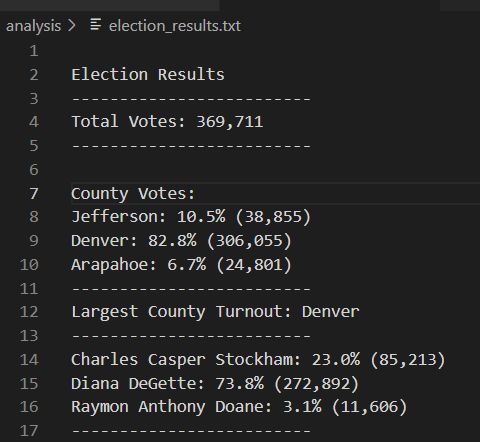 analysis > election_results.txt
1
2 Election Results
3 -------------------------
4 Total Votes: 369,711
5 -------------------------
6
7 County Votes:
8 Jefferson: 10.5% (38,855)
9 Denver: 82.8% (306,055)
10 Arapahoe: 6.7% (24,801)
11 -------------------------
12 Largest County Turnout: Denver
13 -------------------------
14 Charles Casper Stockham: 23.0% (85,213)
15 Diana DeGette: 73.8% (272,892)
16 Raymon Anthony Doane: 3.1% (11,606)
17 -------------------------